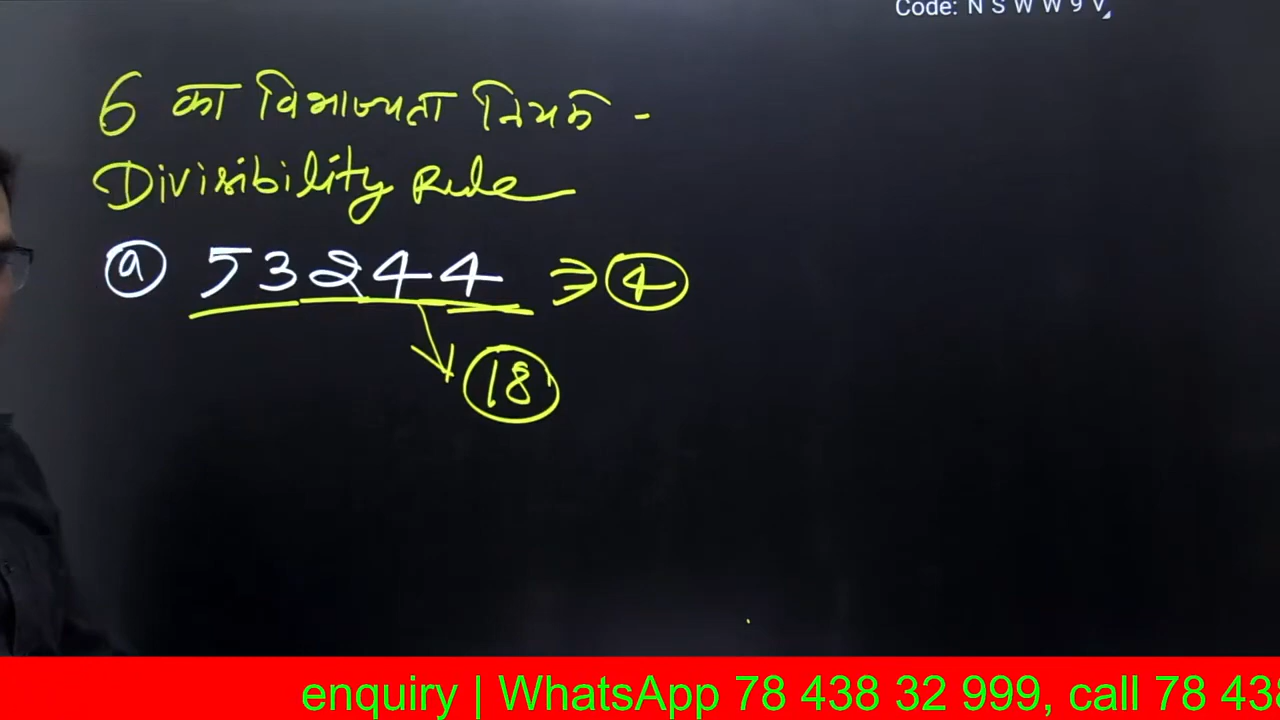 Code: N S W W 9 V
6 का विभाज्यता नियम -
Divisibility Rule
(a) 53244 ⇒ 4
18
enquiry | WhatsApp 78 438 32 999, call 78 438